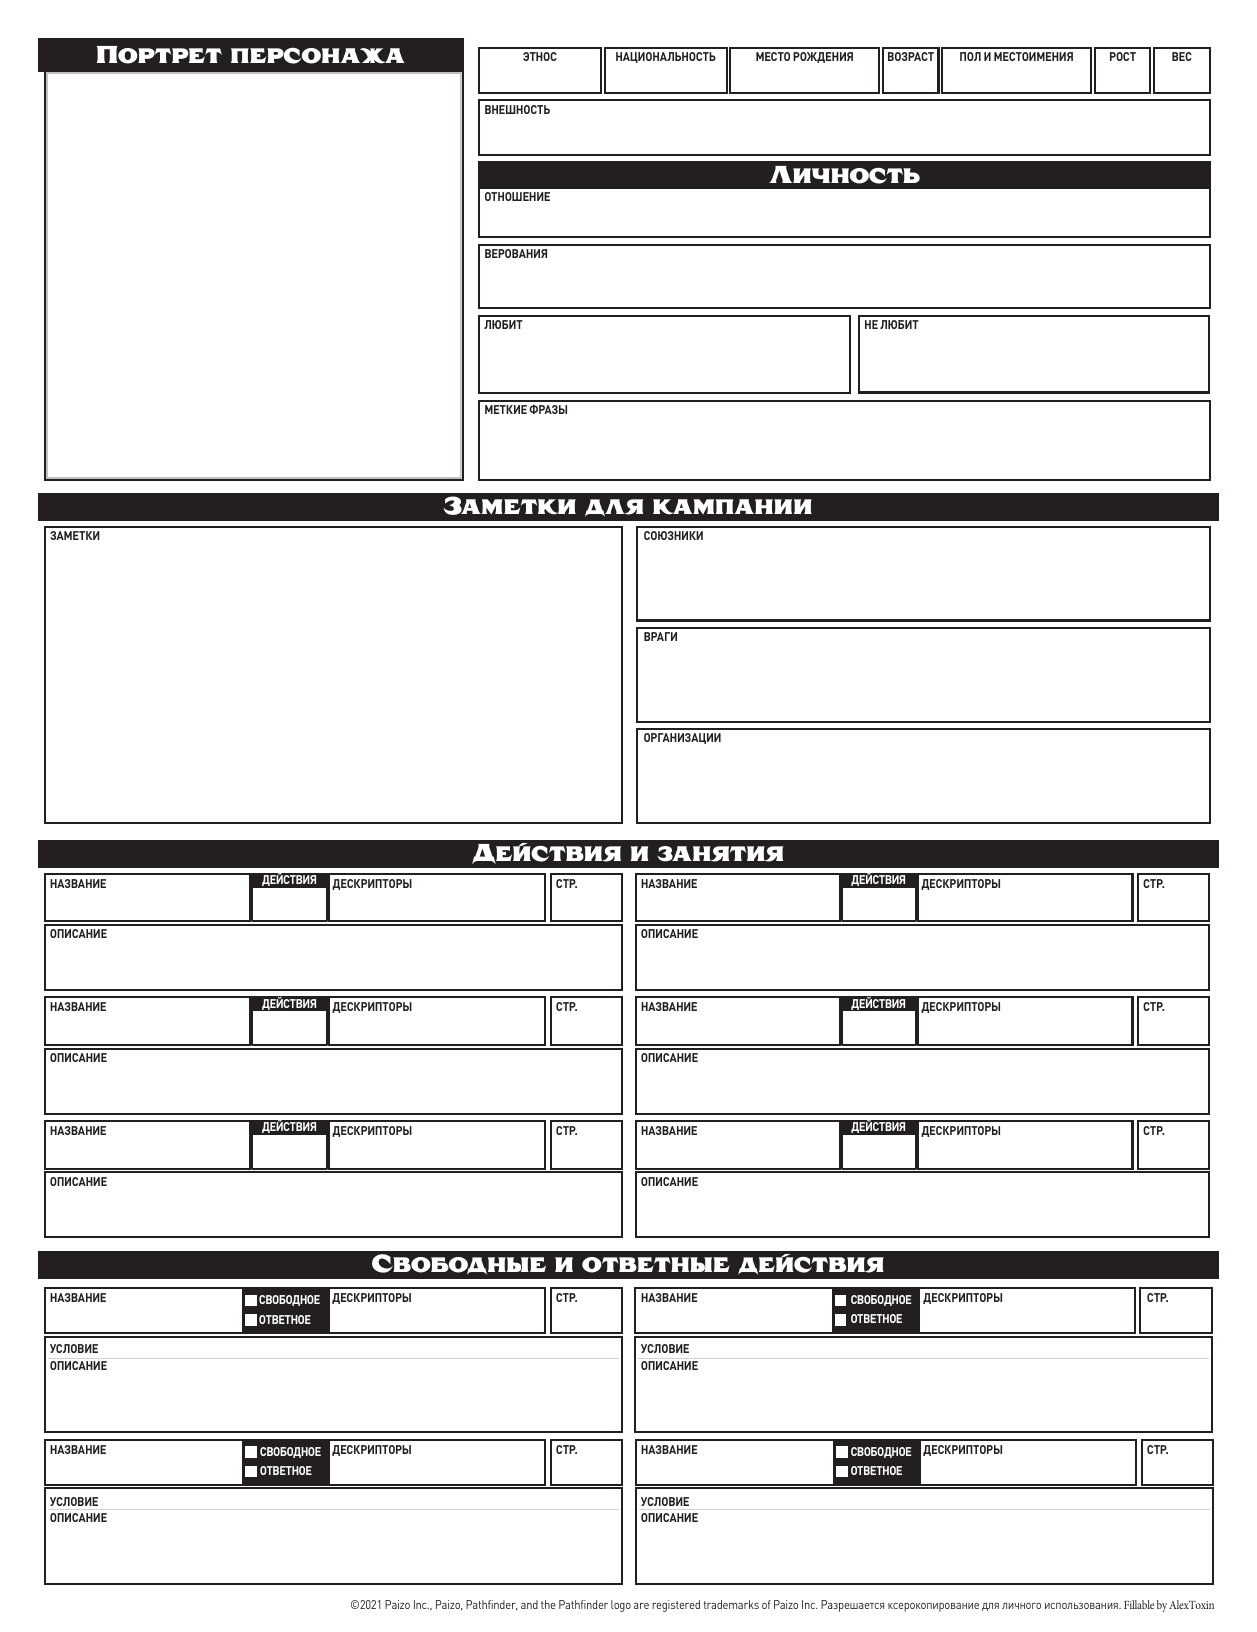 Портрет персонажа
ЭТНОС НАЦИОНАЛЬНОСТЬ МЕСТО РОЖДЕНИЯ ВОЗРАСТ ПОЛ И МЕСТОИМЕНИЯ РОСТ ВЕС
ВНЕШНОСТЬ
Личность
ОТНОШЕНИЕ
ВЕРОВАНИЯ
ЛЮБИТ НЕ ЛЮБИТ
МЕТКИЕ ФРАЗЫ
Заметки для кампании
ЗАМЕТКИ
СОЮЗНИКИ
ВРАГИ
ОРГАНИЗАЦИИ
Действия и занятия
НАЗВАНИЕ ДЕЙСТВИЯ ДЕСКРИПТОРЫ СТР. НАЗВАНИЕ ДЕЙСТВИЯ ДЕСКРИПТОРЫ СТР.
ОПИСАНИЕ ОПИСАНИЕ
НАЗВАНИЕ ДЕЙСТВИЯ ДЕСКРИПТОРЫ СТР. НАЗВАНИЕ ДЕЙСТВИЯ ДЕСКРИПТОРЫ СТР.
ОПИСАНИЕ ОПИСАНИЕ
НАЗВАНИЕ ДЕЙСТВИЯ ДЕСКРИПТОРЫ СТР. НАЗВАНИЕ ДЕЙСТВИЯ ДЕСКРИПТОРЫ СТР.
ОПИСАНИЕ ОПИСАНИЕ
Свободные и ответные действия
НАЗВАНИЕ СВОБОДНОЕ ДЕСКРИПТОРЫ СТР. НАЗВАНИЕ СВОБОДНОЕ ДЕСКРИПТОРЫ СТР.
ОТВЕТНОЕ ОТВЕТНОЕ
УСЛОВИЕ УСЛОВИЕ
ОПИСАНИЕ ОПИСАНИЕ
НАЗВАНИЕ СВОБОДНОЕ ДЕСКРИПТОРЫ СТР. НАЗВАНИЕ СВОБОДНОЕ ДЕСКРИПТОРЫ СТР.
ОТВЕТНОЕ ОТВЕТНОЕ
УСЛОВИЕ УСЛОВИЕ
ОПИСАНИЕ ОПИСАНИЕ
©2021 Paizo Inc., Paizo, Pathfinder, and the Pathfinder logo are registered trademarks of Paizo Inc. Разрешается ксерокопирование для личного использования. Fillable by AlexToxin